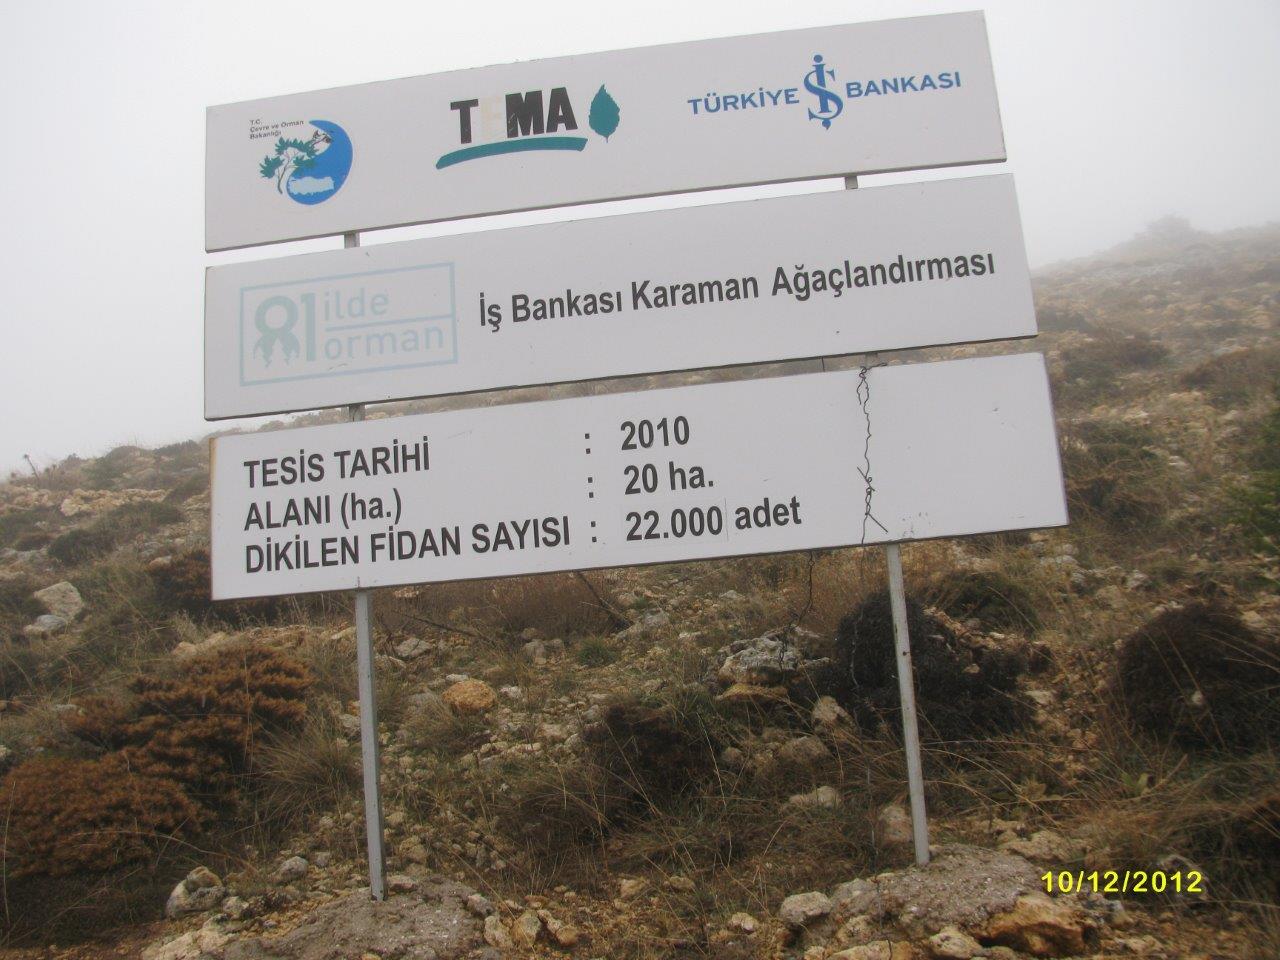 T.C.
Çevre ve Orman
Bakanlığı
TEMA
TÜRKİYE İŞ BANKASI
81 ilde
orman
İş Bankası Karaman Ağaçlandırması
TESİS TARİHİ : 2010
ALANI (ha.) : 20 ha.
DİKİLEN FİDAN SAYISI : 22.000 adet
10/12/2012